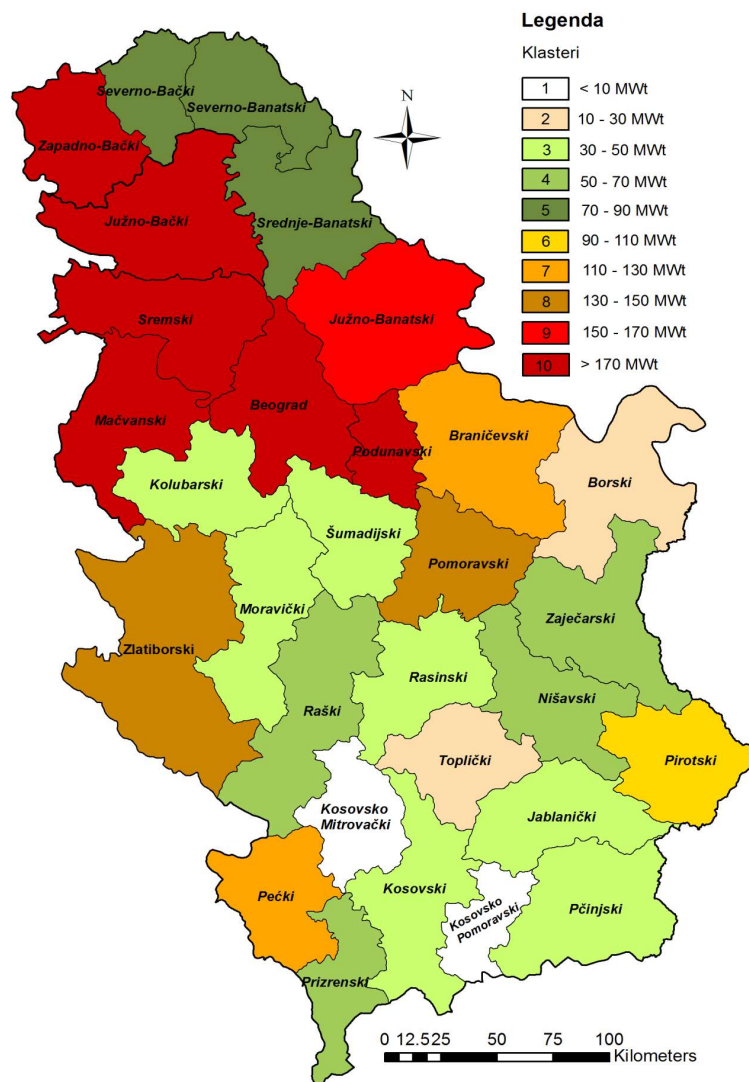 Legenda
Klasteri
1 < 10 MWt
2 10 - 30 MWt
3 30 - 50 MWt
4 50 - 70 MWt
5 70 - 90 MWt
6 90 - 110 MWt
7 110 - 130 MWt
8 130 - 150 MWt
9 150 - 170 MWt
10 > 170 MWt
N
Severno-Bački
Severno-Banatski
Zapadno-Bački
Južno-Bački
Srednje-Banatski
Sremski
Južno-Banatski
Mačvanski
Beograd
Podunavski
Braničevski
Kolubarski
Borski
Šumadijski
Pomoravski
Moravički
Zaječarski
Zlatiborski
Rasinski
Nišavski
Raški
Toplički
Pirotski
Kosovsko
Mitrovački
Jablanički
Pećki
Kosovski
Kosovsko
Pomoravski
Pčinjski
Prizrenski
0 12.525 50 75 100
Kilometers